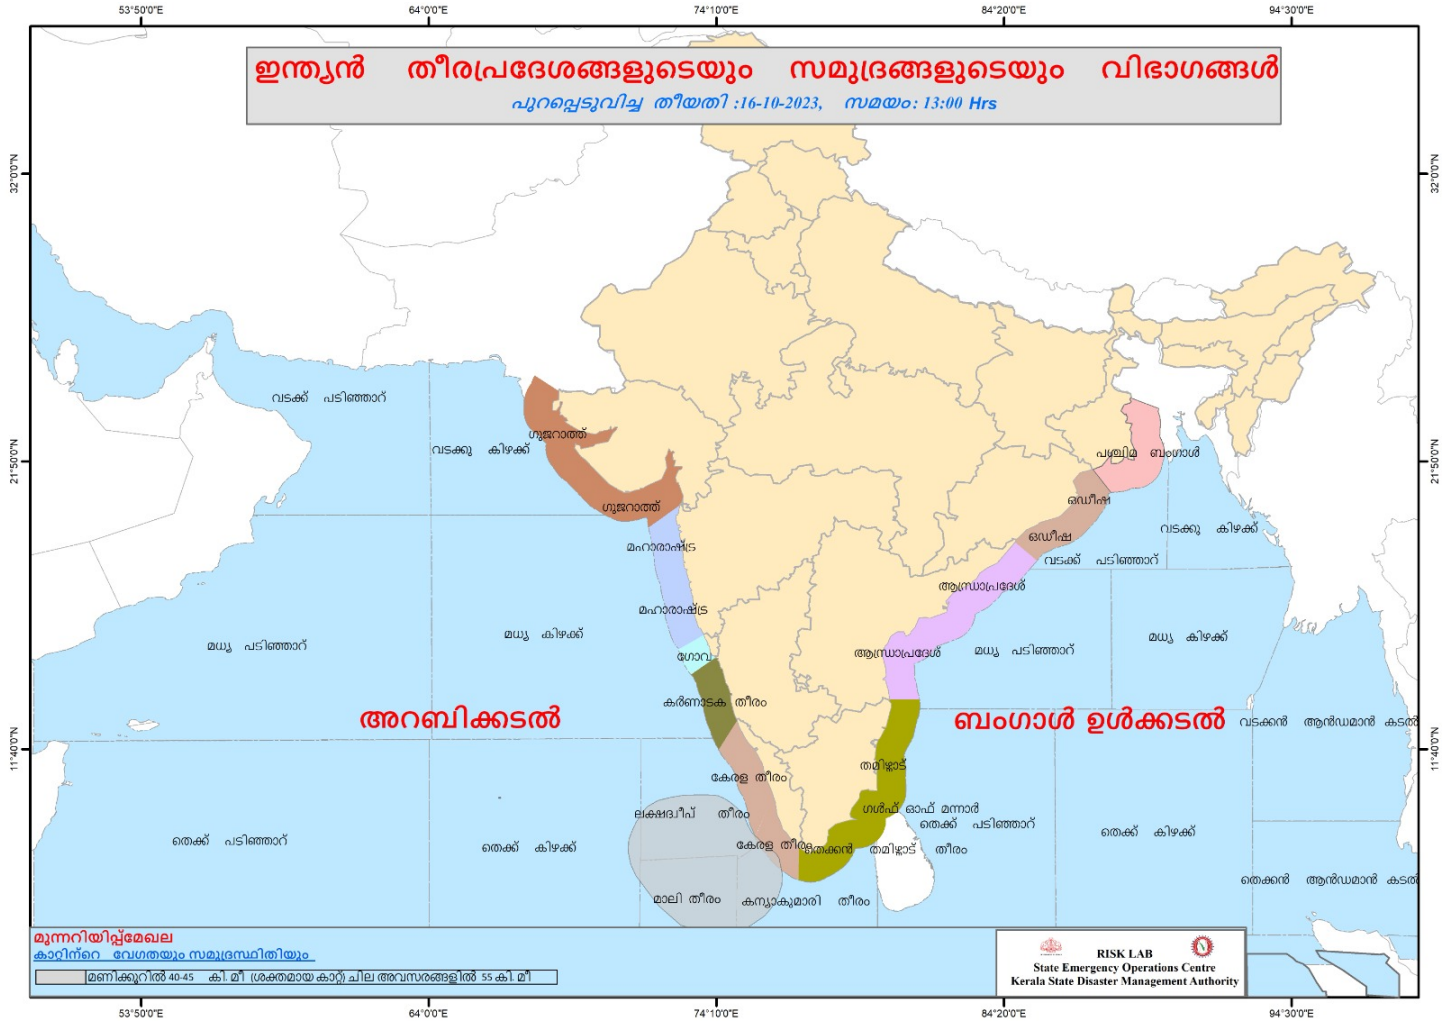 53°50'0"E 64°0'0"E 74°10'0"E 84°20'0"E 94°30'0"E
ഇന്ത്യൻ തീരപ്രദേശങ്ങളുടെയും സമുദ്രങ്ങളുടെയും വിഭാഗങ്ങൾ
പുറപ്പെടുവിച്ച തീയതി :16-10-2023, സമയം: 13:00 Hrs
32°0'0"N 32°0'0"N
വടക്ക് പടിഞ്ഞാറ്
ഗുജറാത്ത്
വടക്കു കിഴക്ക്
പശ്ചിമ ബംഗാൾ
21°50'0"N 21°50'0"N
ഗുജറാത്ത്
ഒഡീഷ
വടക്കു കിഴക്ക്
ഒഡീഷ
മഹാരാഷ്ട്ര
വടക്ക് പടിഞ്ഞാറ്
ആന്ധ്രാപ്രദേശ്
മഹാരാഷ്ട്ര
മധ്യ പടിഞ്ഞാറ്
മധ്യ കിഴക്ക്
മധ്യ കിഴക്ക്
ഗോവ
ആന്ധ്രാപ്രദേശ്
മധ്യ പടിഞ്ഞാറ്
കർണാടക തീരം
അറബിക്കടൽ
ബംഗാൾ ഉൾക്കടൽ
വടക്കൻ ആൻഡമാൻ കടൽ
11°40'0"N 11°40'0"N
തമിഴ്നാട്
കേരള തീരം
ഗൾഫ് ഓഫ് മന്നാർ
ലക്ഷദ്വീപ് തീരം
തെക്ക് പടിഞ്ഞാറ്
തെക്ക് കിഴക്ക്
തെക്ക് പടിഞ്ഞാറ്
തെക്ക് കിഴക്ക്
കേരള തീരം
തെക്കൻ തമിഴ്നാട് തീരം
തെക്കൻ ആൻഡമാൻ കടൽ
മാലി തീരം
കന്യാകുമാരി തീരം
മുന്നറിയിപ്പ്മേഖല
കാറ്റിന്റെ വേഗതയും സമുദ്രസ്ഥിതിയും
മണിക്കൂറിൽ 40-45 കി. മീ (ശക്തമായ കാറ്റ്) ചില അവസരങ്ങളിൽ 55 കി. മീ
RISK LAB
State Emergency Operations Centre
Kerala State Disaster Management Authority
53°50'0"E 64°0'0"E 74°10'0"E 84°20'0"E 94°30'0"E